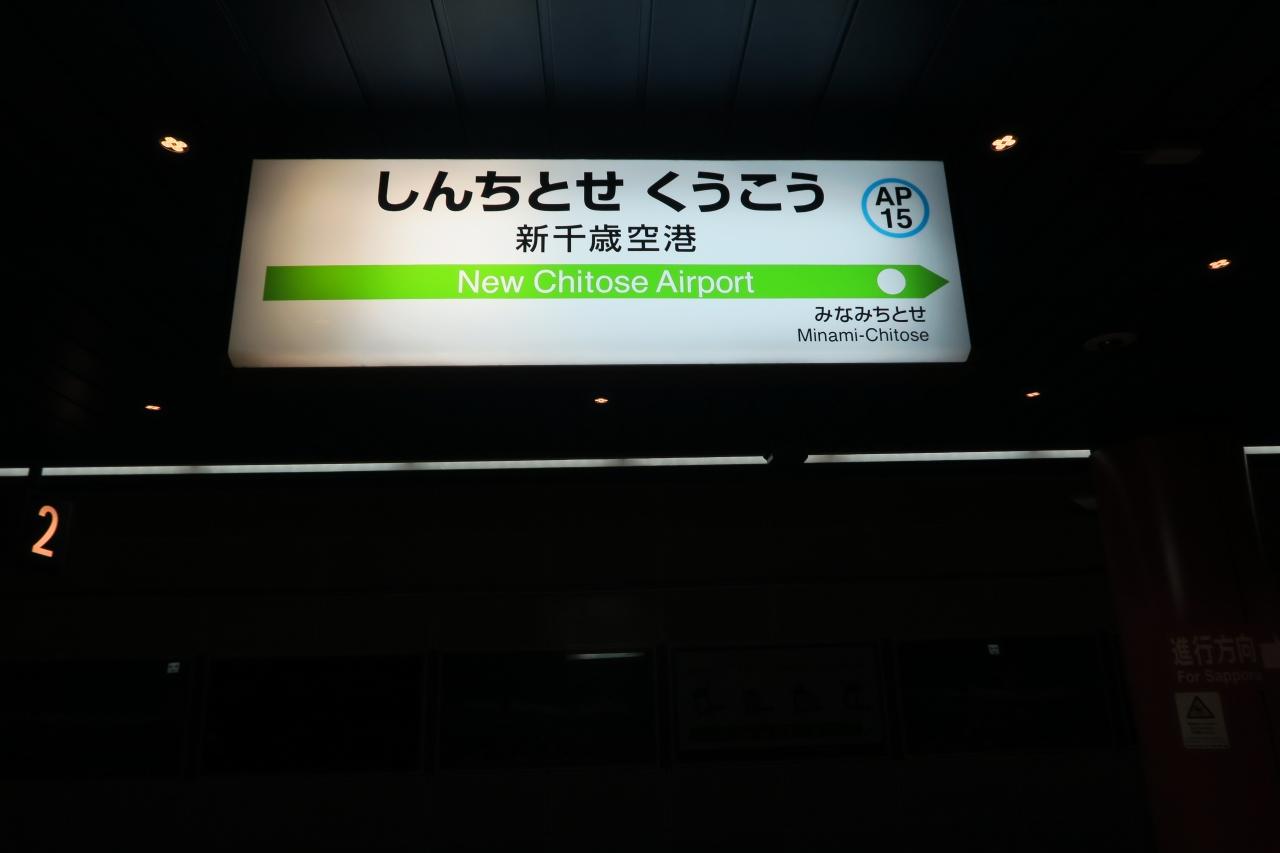 しんちとせ くうこう
AP
15
新千歳空港
New Chitose Airport
みなみちとせ
Minami-Chitose
2
進行方向
For Sapporo